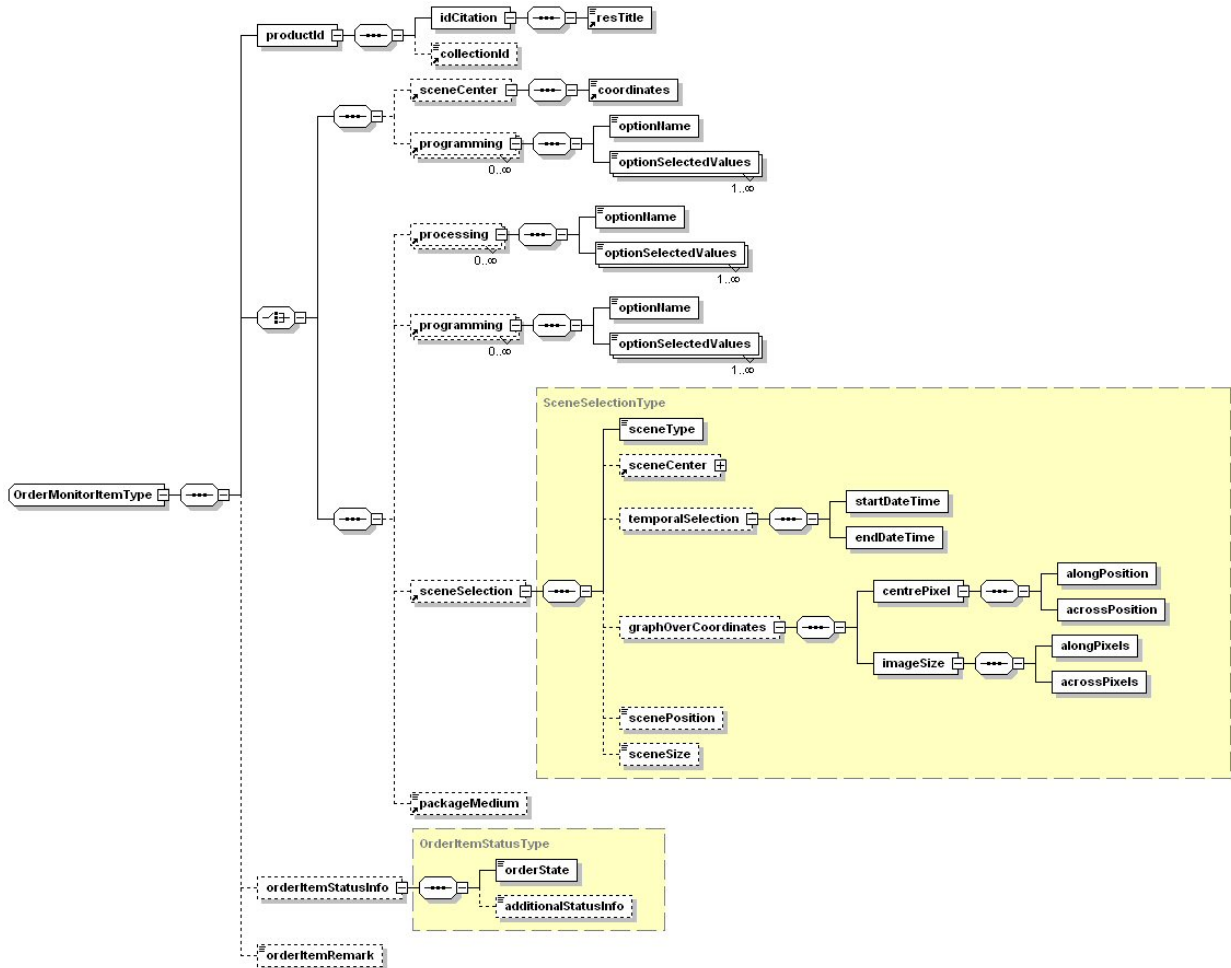 idCitation
resTitle
productId
collectionId
sceneCenter
coordinates
optionName
programming
optionSelectedValues
0..∞
1..∞
optionName
processing
optionSelectedValues
0..∞
1..∞
optionName
programming
optionSelectedValues
0..∞
1..∞
SceneSelectionType
sceneType
sceneCenter
OrderMonitorItemType
startDateTime
temporalSelection
endDateTime
alongPosition
centrePixel
sceneSelection
acrossPosition
graphOverCoordinates
alongPixels
imageSize
acrossPixels
scenePosition
sceneSize
packageMedium
OrderItemStatusType
orderState
orderItemStatusInfo
additionalStatusInfo
orderItemRemark